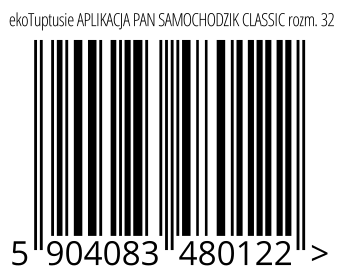 ekoTuptusie APLIKACJA PAN SAMOCHODZIK CLASSIC rozm. 32
5 904083 480122 >